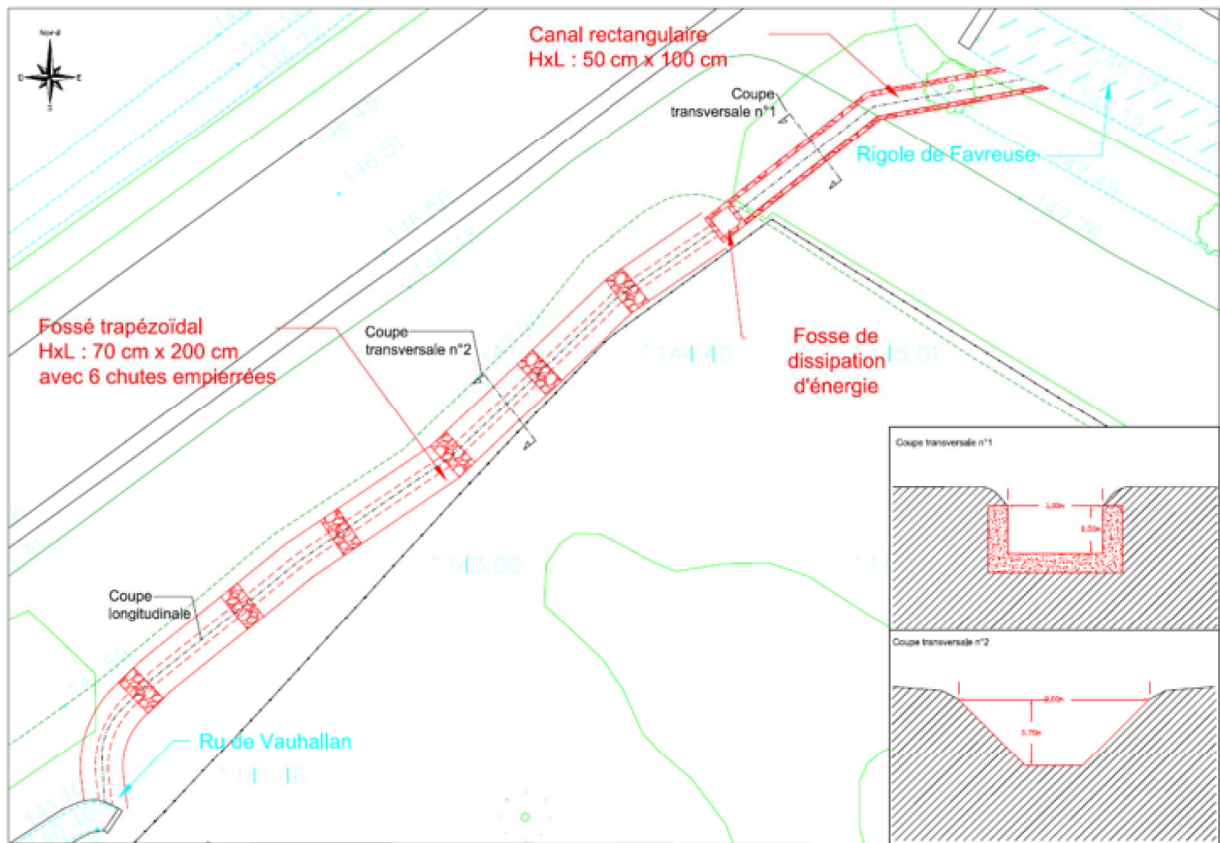 Nord
Canal rectangulaire
HxL : 50 cm x 100 cm
Coupe
transversale n°1
Rigole de Favreuse
146.51
146.56
147.49
147.76
Fossé trapézoïdal
HxL : 70 cm x 200 cm
avec 6 chutes empierrées
Coupe
transversale n°2
144.40
Fosse de
dissipation
d'énergie
143.00
Coupe
longitudinale
Ru de Vauhallan
141.46
Coupe transversale n°1
1,00m
0,50m
Coupe transversale n°2
2,00m
0,70m